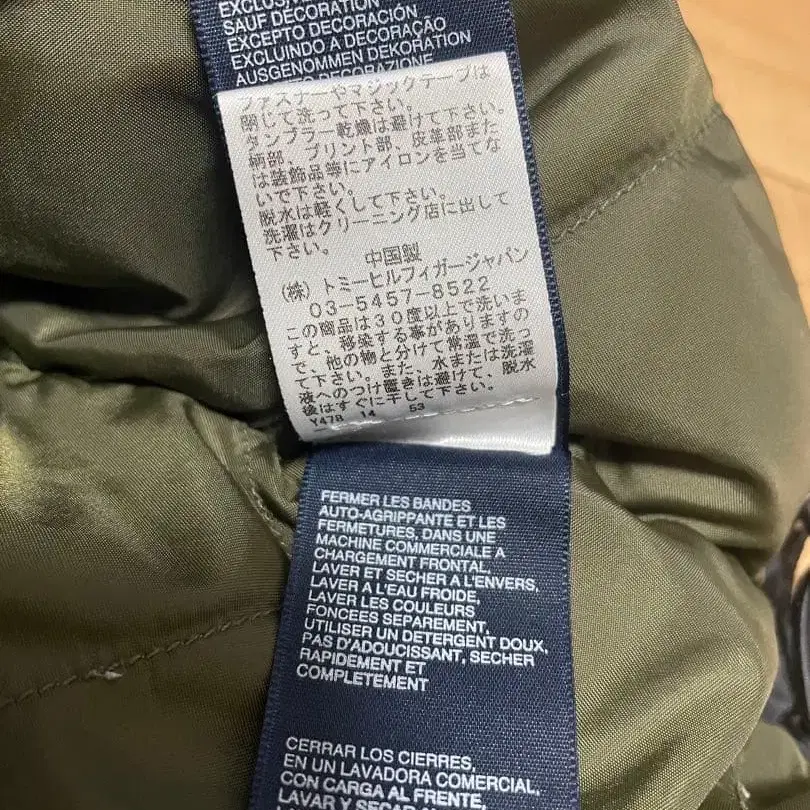 SAUF DÉCORATION
EXCEPTO DECORACIÓN
EXCLUINDO A DECORAÇÃO
AUSGENOMMEN DEKORATION
DECORAZIONE
ファスナーやマジックテープは
閉じて洗って下さい。
タンブラー乾燥は避けて下さい。
柄部、プリント部、皮革部また
は装飾品等にアイロンを当てな
いで下さい。
脱水は軽くして下さい。
洗濯はクリーニング店に出して
下さい。
中国製
(株)トミーヒルフィガージャパン
03-5457-8522
この商品は30度以上で洗いま
すと、移染する事がありますの
で、他の物と分けて常温で洗っ
て下さい。また、水または洗濯
液へのつけ置きは避けて、脱水
後はすぐに干して下さい。
Y47B 14 53
FERMER LES BANDES
AUTO-AGRIPPANTE ET LES
FERMETURES, DANS UNE
MACHINE COMMERCIALE A
CHARGEMENT FRONTAL,
LAVER ET SECHER A L'ENVERS,
LAVER A L'EAU FROIDE,
LAVER LES COULEURS
FONCEES SEPAREMENT,
UTILISER UN DETERGENT DOUX,
PAS D'ADOUCISSANT, SECHER
RAPIDEMENT ET
COMPLETEMENT
CERRAR LOS CIERRES,
EN UN LAVADORA COMERCIAL,
CON CARGA AL FRENTE,
LAVAR Y SECAR